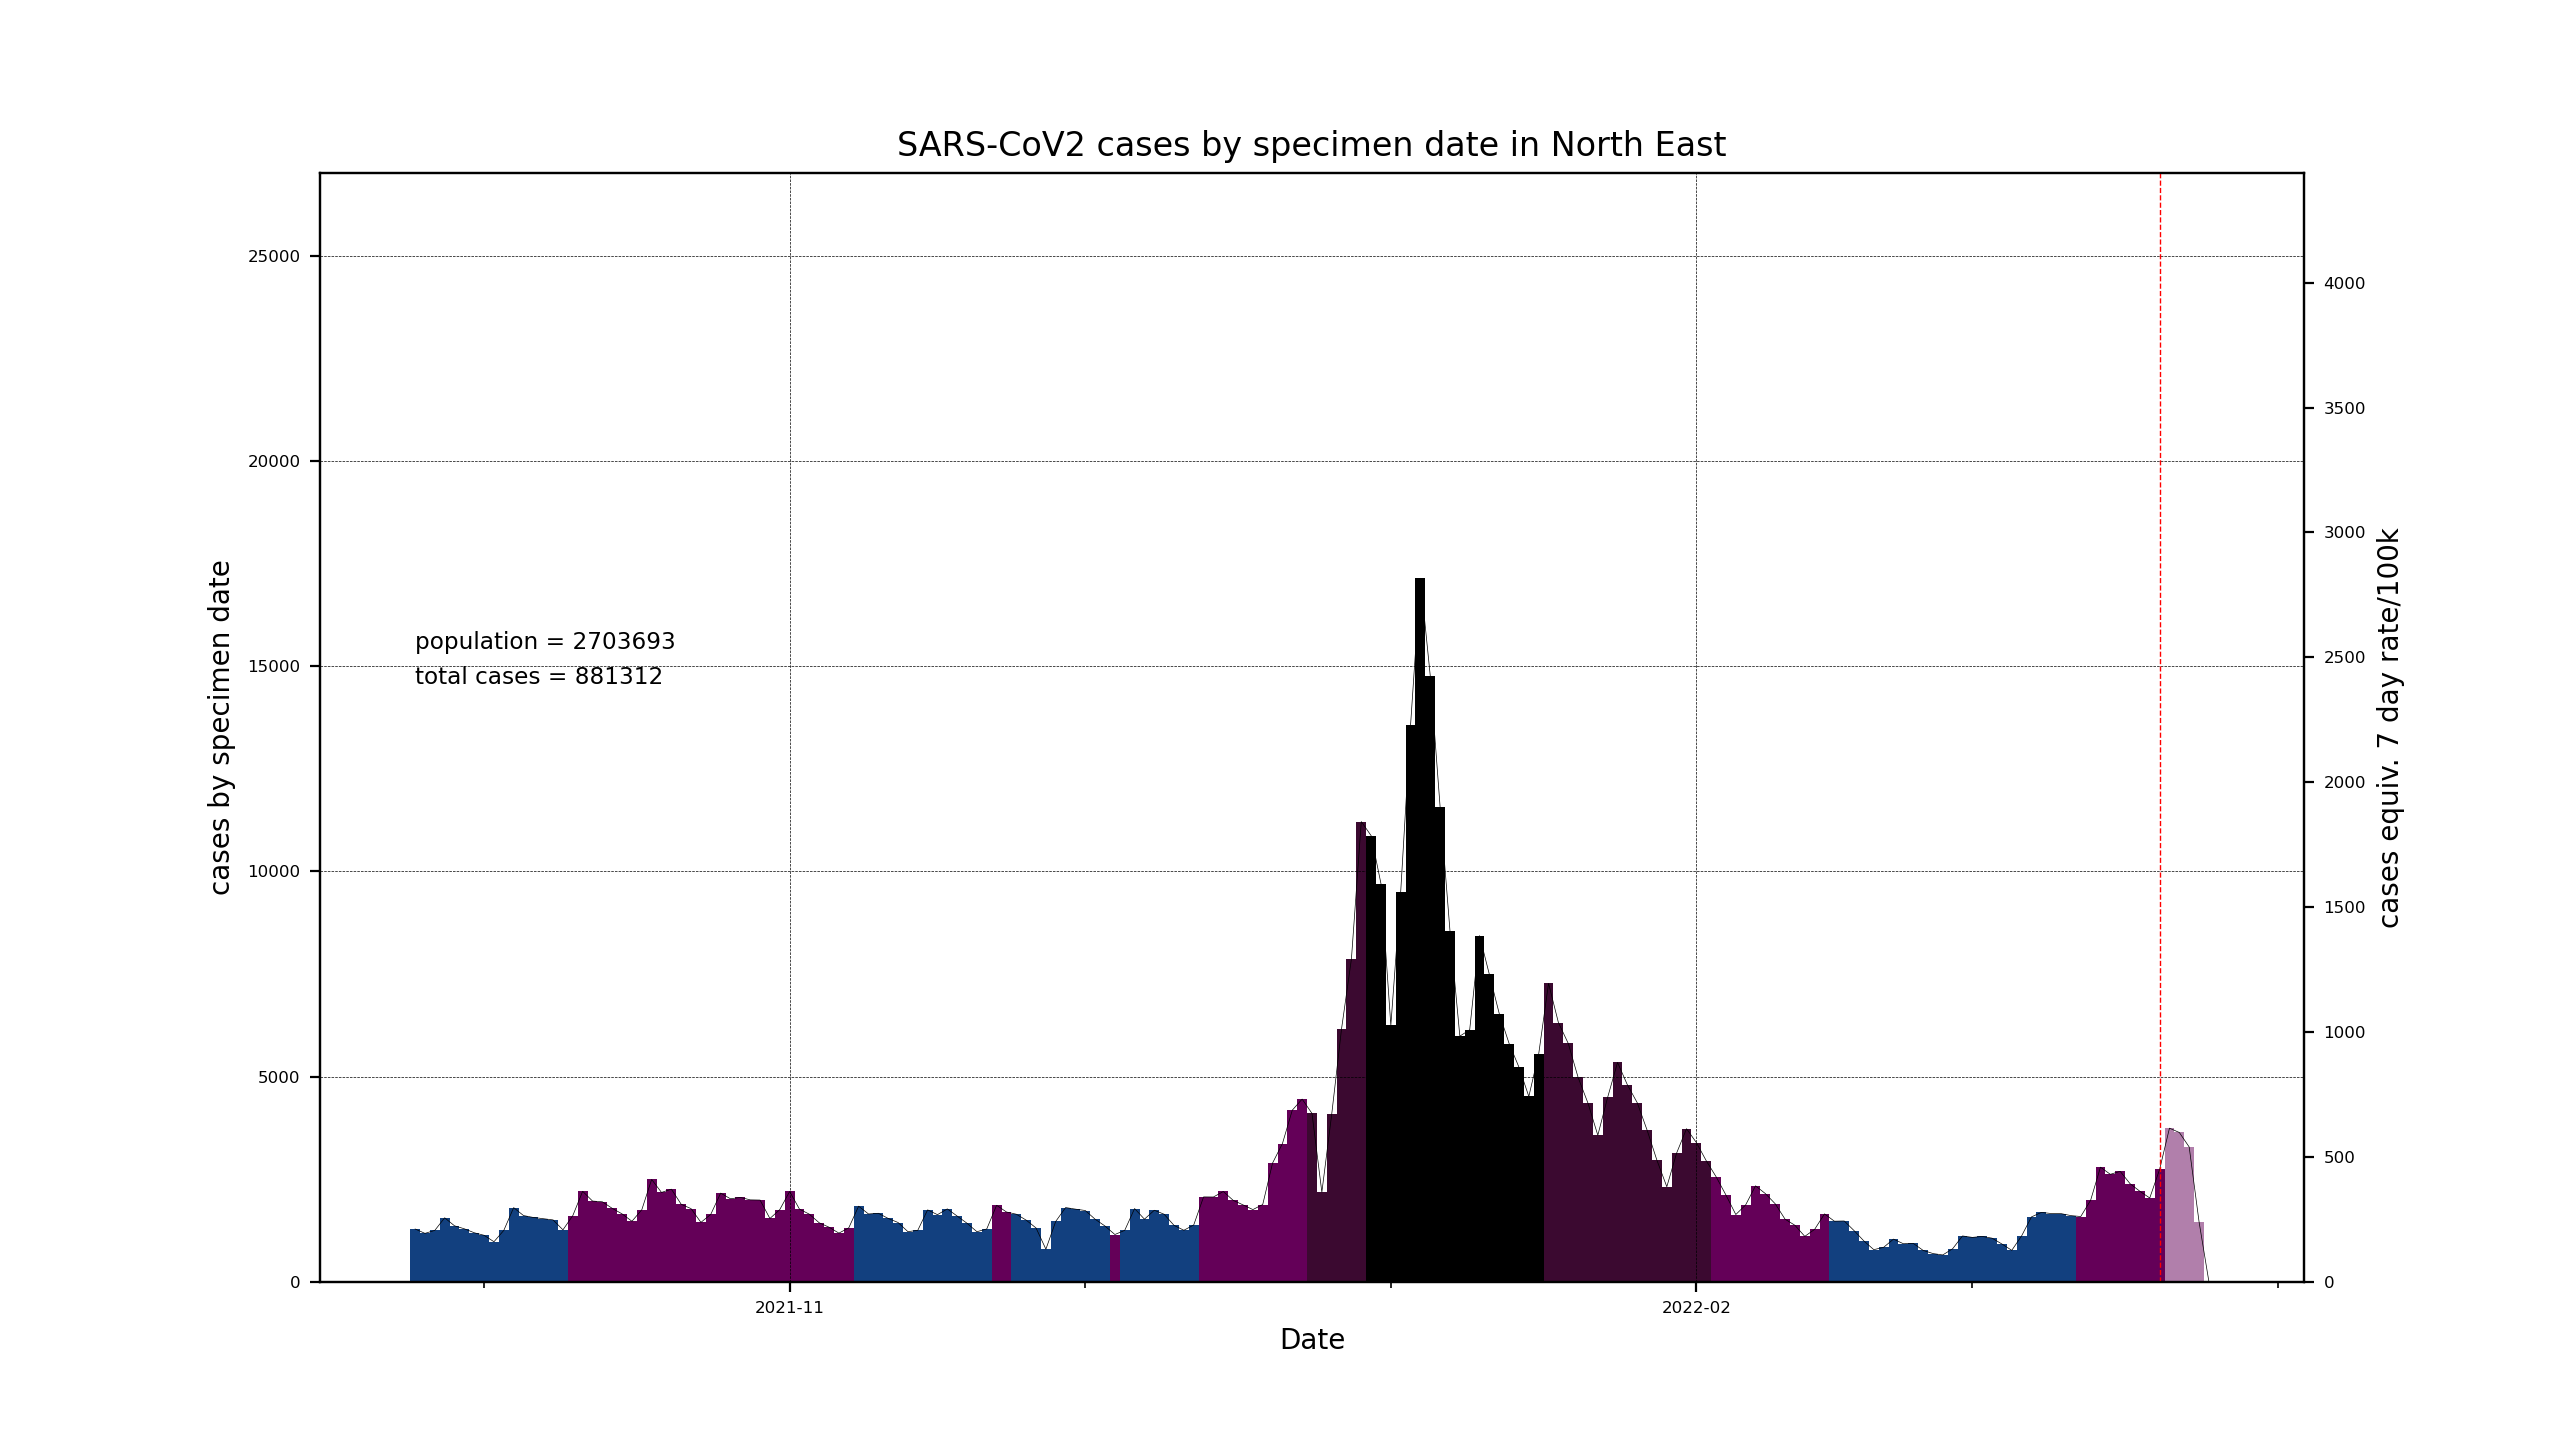 SARS-CoV2 cases by specimen date in North East
cases by specimen date
25000
20000
15000
10000
5000
0
population = 2703693
total cases = 881312
4000
3500
3000
2500
2000
1500
1000
500
0
cases equiv. 7 day rate/100k
2021-11
2022-02
Date